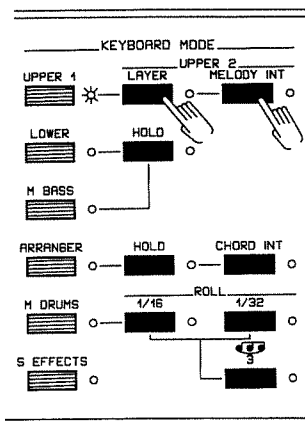 KEYBOARD MODE
UPPER 2
UPPER 1 LAYER MELODY INT
LOWER HOLD
M BASS
ARRANGER HOLD CHORD INT
ROLL
M DRUMS 1/16 1/32
3
S EFFECTS